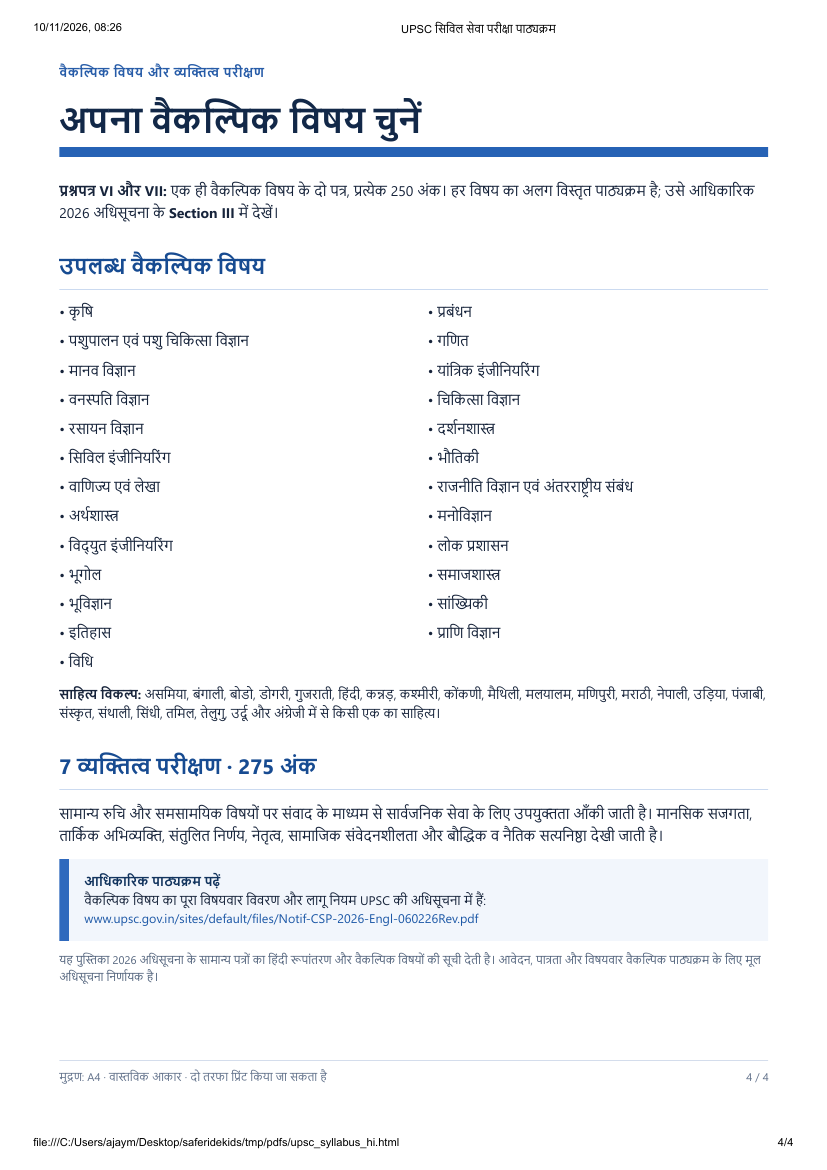 10/11/2026, 08:26
UPSC सिविल सेवा परीक्षा पाठ्यक्रम
वैकल्पिक विषय और व्यक्तित्व परीक्षण
अपना वैकल्पिक विषय चुनें
प्रश्नपत्र VI और VII: एक ही वैकल्पिक विषय के दो पत्र, प्रत्येक 250 अंक। हर विषय का अलग विस्तृत पाठ्यक्रम है; उसे आधिकारिक
2026 अधिसूचना के Section III में देखें।
उपलब्ध वैकल्पिक विषय
• कृषि
• पशुपालन एवं पशु चिकित्सा विज्ञान
• मानव विज्ञान
• वनस्पति विज्ञान
• रसायन विज्ञान
• सिविल इंजीनियरिंग
• वाणिज्य एवं लेखा
• अर्थशास्त्र
• विद्युत इंजीनियरिंग
• भूगोल
• भूविज्ञान
• इतिहास
• विधि
• प्रबंधन
• गणित
• यांत्रिक इंजीनियरिंग
• चिकित्सा विज्ञान
• दर्शनशास्त्र
• भौतिकी
• राजनीति विज्ञान एवं अंतरराष्ट्रीय संबंध
• मनोविज्ञान
• लोक प्रशासन
• समाजशास्त्र
• सांख्यिकी
• प्राणि विज्ञान
साहित्य विकल्प: असमिया, बंगाली, बोडो, डोगरी, गुजराती, हिंदी, कन्नड़, कश्मीरी, कोंकणी, मैथिली, मलयालम, मणिपुरी, मराठी, नेपाली, उड़िया, पंजाबी,
संस्कृत, संथाली, सिंधी, तमिल, तेलुगु, उर्दू और अंग्रेजी में से किसी एक का साहित्य।
7 व्यक्तित्व परीक्षण · 275 अंक
सामान्य रुचि और समसामयिक विषयों पर संवाद के माध्यम से सार्वजनिक सेवा के लिए उपयुक्तता आँकी जाती है। मानसिक सजगता,
तार्किक अभिव्यक्ति, संतुलित निर्णय, नेतृत्व, सामाजिक संवेदनशीलता और बौद्धिक व नैतिक सत्यनिष्ठा देखी जाती है।
आधिकारिक पाठ्यक्रम पढ़ें
वैकल्पिक विषय का पूरा विषयवार विवरण और लागू नियम UPSC की अधिसूचना में हैं:
www.upsc.gov.in/sites/default/files/Notif-CSP-2026-Engl-060226Rev.pdf
यह पुस्तिका 2026 अधिसूचना के सामान्य पत्रों का हिंदी रूपांतरण और वैकल्पिक विषयों की सूची देती है। आवेदन, पात्रता और विषयवार वैकल्पिक पाठ्यक्रम के लिए मूल
अधिसूचना निर्णायक है।
मुद्रण: A4 · वास्तविक आकार · दो तरफा प्रिंट किया जा सकता है
4 / 4
file:///C:/Users/ajaym/Desktop/saferidekids/tmp/pdfs/upsc_syllabus_hi.html
4/4